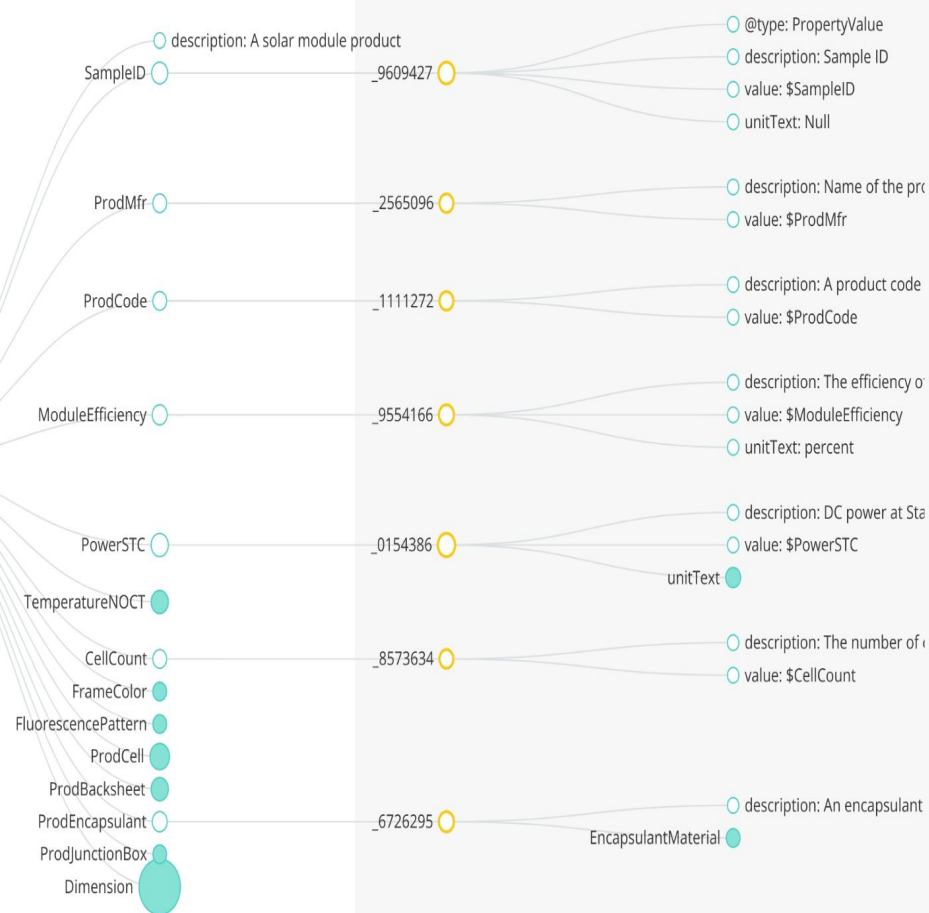 description: A solar module product
SampleID
_9609427
@type: PropertyValue
description: Sample ID
value: $SampleID
unitText: Null
ProdMfr
_2565096
description: Name of the
value: $ProdMfr
ProdCode
_1111272
description: A product code
value: $ProdCode
ModuleEfficiency
_9554166
description: The efficiency
value: $ModuleEfficiency
unitText: percent
PowerSTC
_0154386
description: DC power at
value: $PowerSTC
unitText
TemperatureNOCT
CellCount
_8573634
description: The number of
value: $CellCount
FrameColor
FluorescencePattern
ProdCell
ProdBacksheet
ProdEncapsulant
_6726295
description: An encapsulant
EncapsulantMaterial
ProdJunctionBox
Dimension